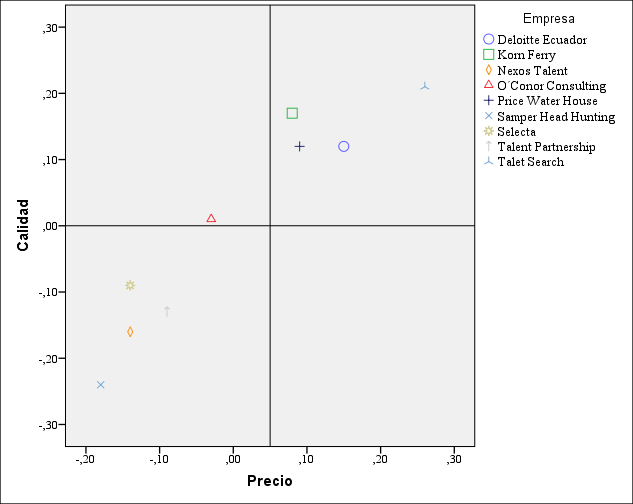 Empresa
Deloitte Ecuador
Korn Ferry
Nexos Talent
O´Conor Consulting
Price Water House
Samper Head Hunting
Selecta
Talent Partnership
Talet Search
Calidad
,30
,20
,10
,00
-,10
-,20
-,30
-,20
-,10
,00
,10
,20
,30
Precio